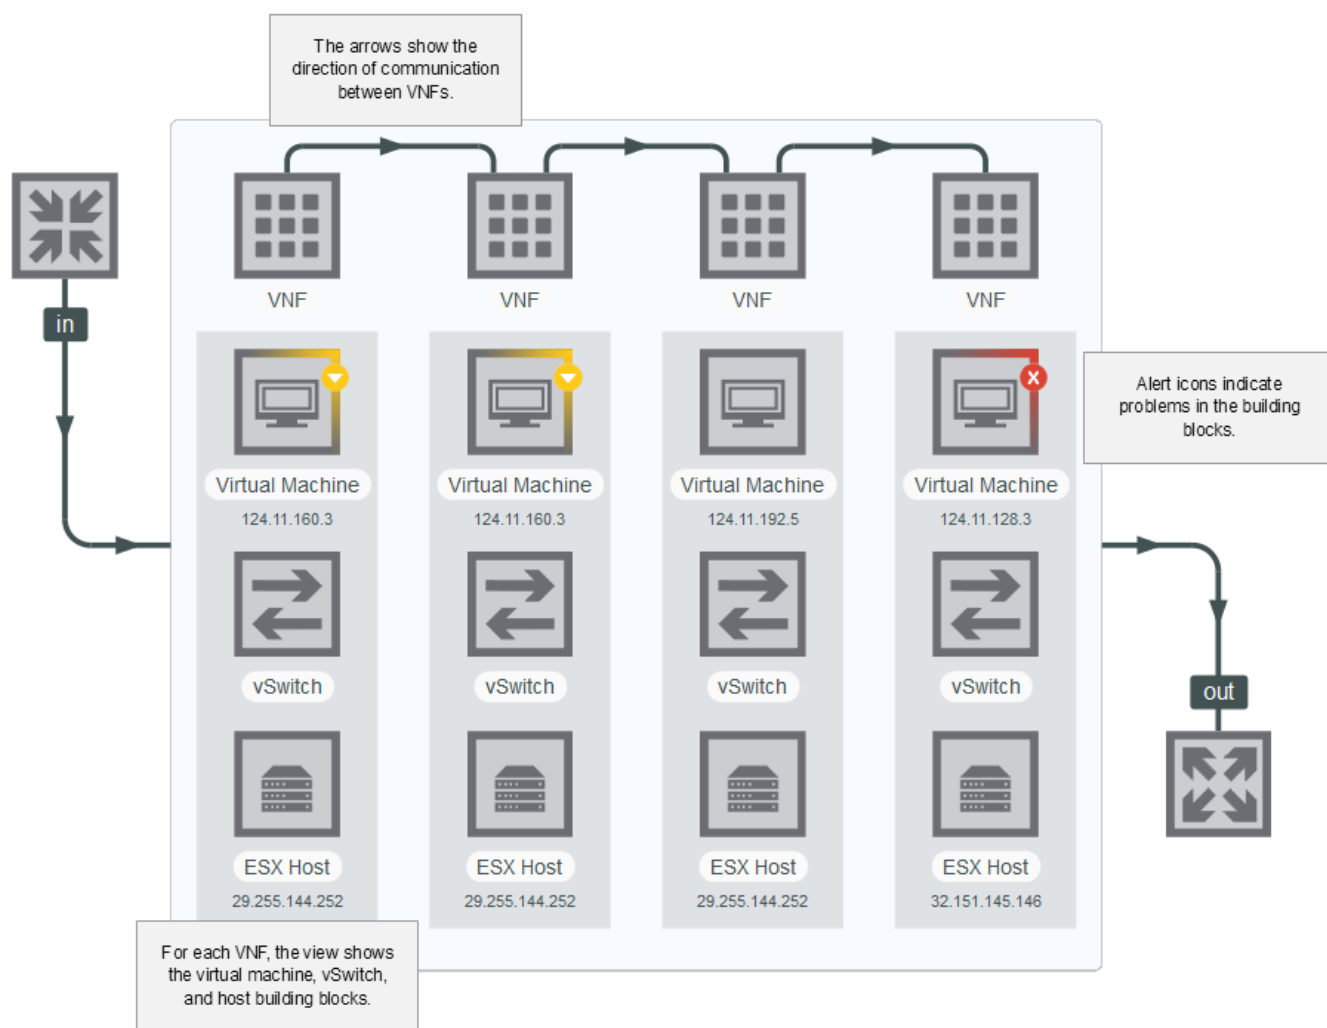 The arrows show the
direction of communication
between VNFs.
in
VNF
VNF
VNF
VNF
Virtual Machine
Virtual Machine
Virtual Machine
Virtual Machine
124.11.160.3
124.11.160.3
124.11.192.5
124.11.128.3
Alert icons indicate
problems in the building
blocks.
vSwitch
vSwitch
vSwitch
vSwitch
out
ESX Host
ESX Host
ESX Host
ESX Host
29.255.144.252
29.255.144.252
29.255.144.252
32.151.145.146
For each VNF, the view shows
the virtual machine, vSwitch,
and host building blocks.